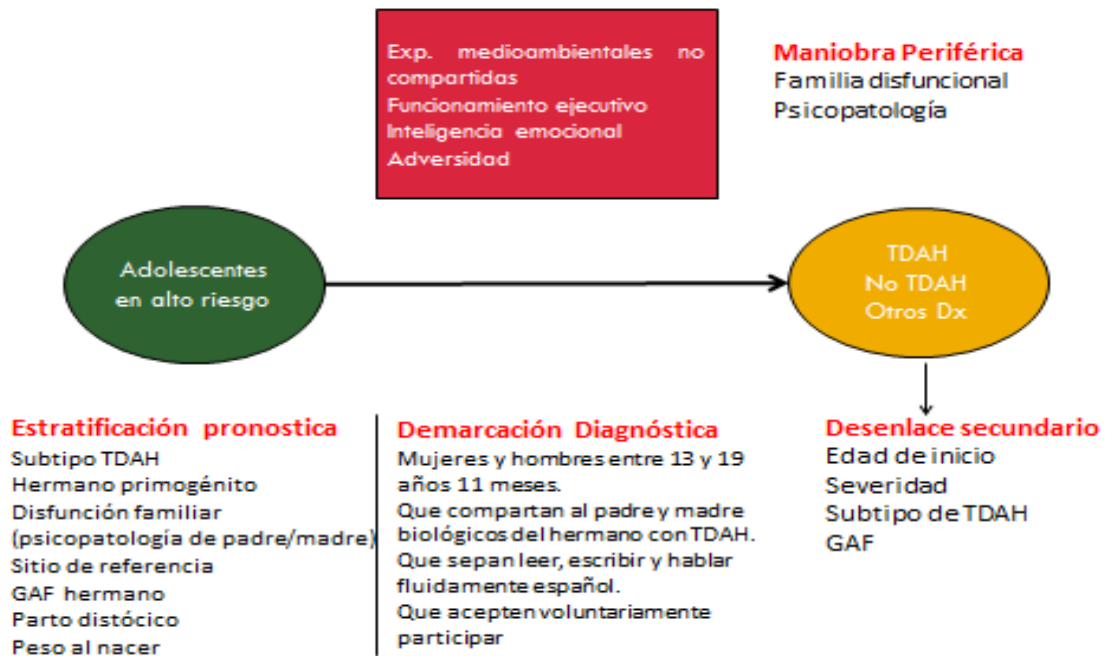 Exp. medioambientales no
compartidas
Funcionamiento ejecutivo
Inteligencia emocional
Adversidad
Maniobra Periférica
Familia disfuncional
Psicopatología
Adolescentes
en alto riesgo
TDAH
No TDAH
Otros Dx
Estratificación pronostica
Subtipo TDAH
Hermano primogénito
Disfunción familiar
(psicopatología de padre/madre)
Sitio de referencia
GAF hermano
Parto distócico
Peso al nacer
Demarcación Diagnóstica
Mujeres y hombres entre 13 y 19
años 11 meses.
Que compartan al padre y madre
biológicos del hermano con TDAH.
Que sepan leer, escribir y hablar
fluidamente español.
Que acepten voluntariamente
participar
Desenlace secundario
Edad de inicio
Severidad
Subtipo de TDAH
GAF